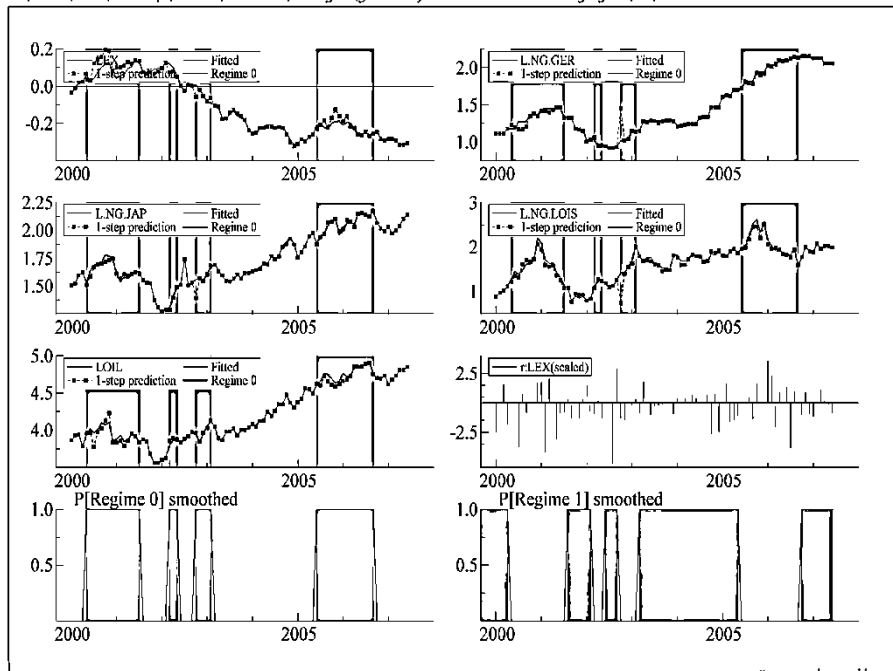 0.2
LEX Fitted
1-step prediction Regime 0
-0.2
2000 2005
2.0
L.NG.GER Fitted
1-step prediction Regime 0
1.5
1.0
2000 2005
2.25
L.NG.JAP Fitted
1-step prediction Regime 0
2.00
1.75
1.50
2000 2005
3
L.NG.LOIS Fitted
1-step prediction Regime 0
2
1
2000 2005
5.0
LOIL Fitted
1-step prediction Regime 0
4.5
4.0
2000 2005
r:LEX(scaled)
2.5
-2.5
2000 2005
P[Regime 0] smoothed
1.0
0.5
2000 2005
P[Regime 1] smoothed
1.0
0.5
2000 2005